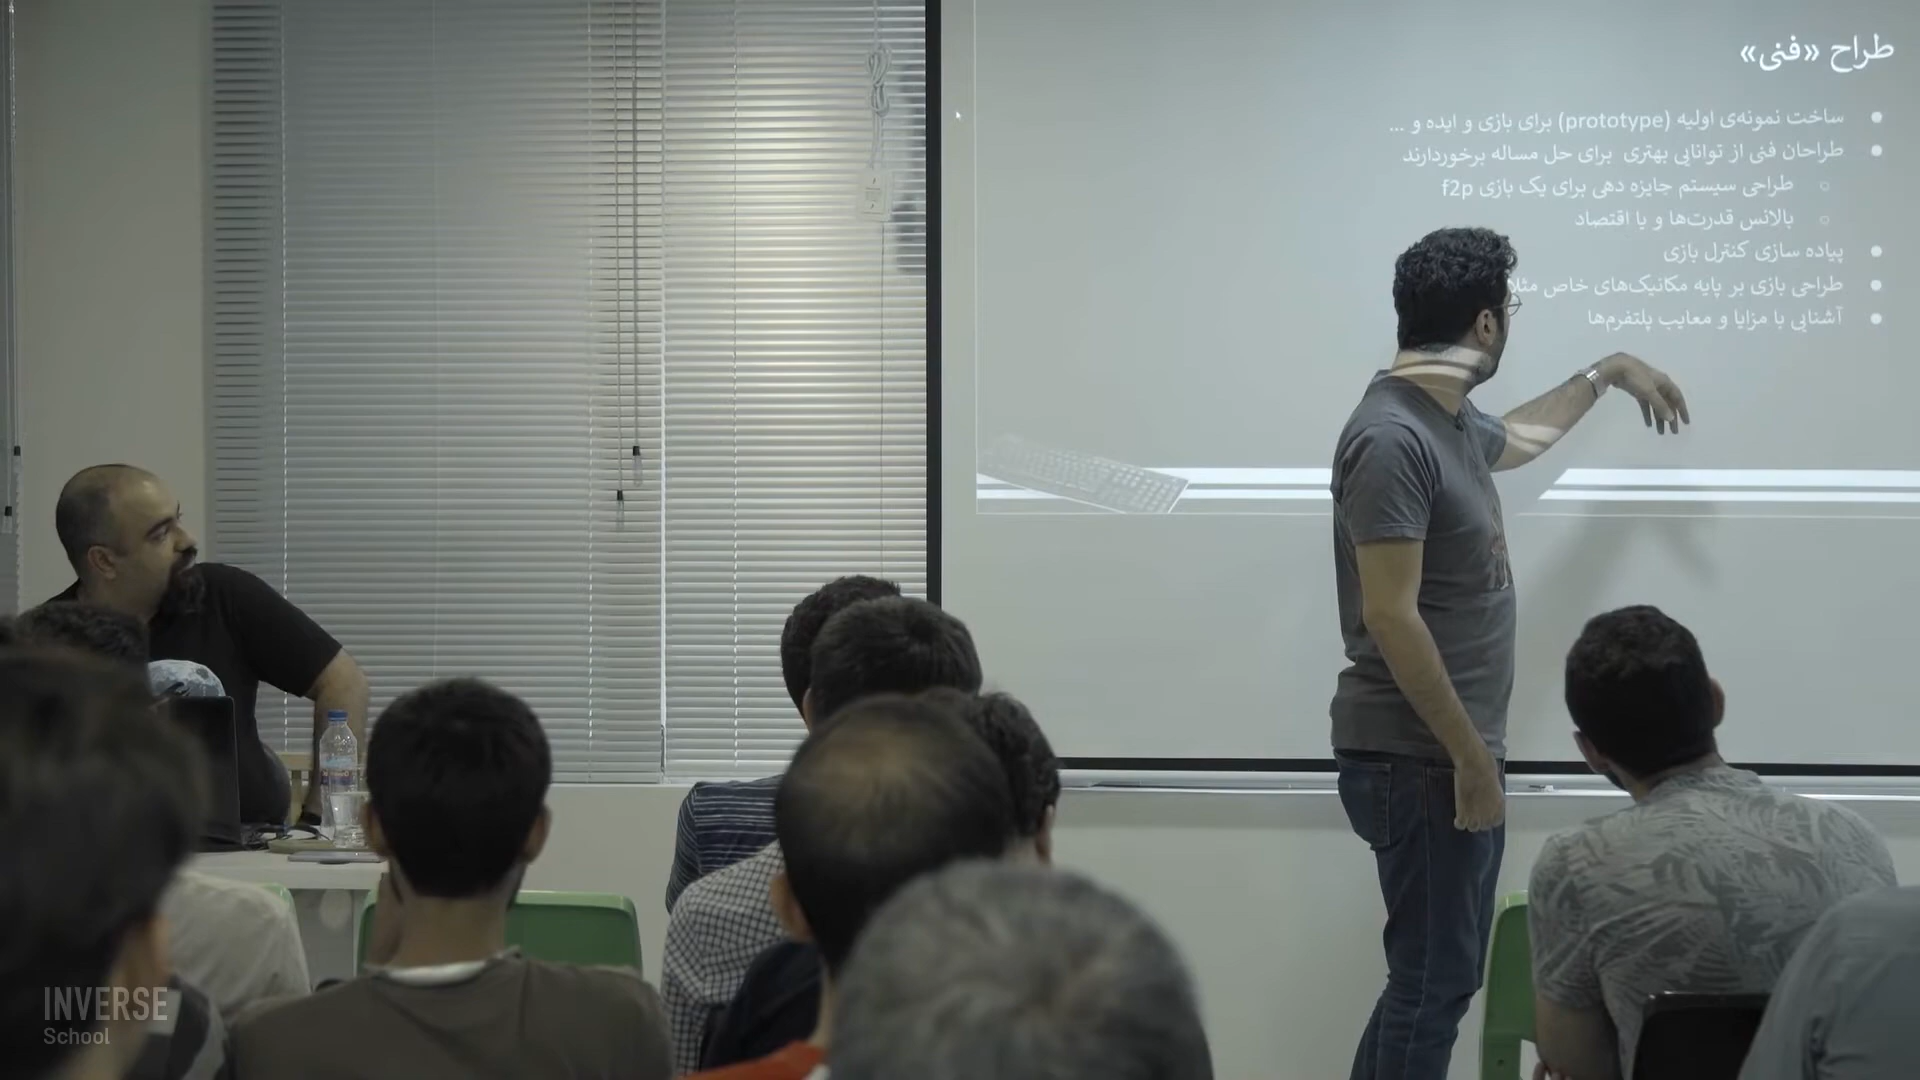 طراح «فنی»
ساخت نمونه‌ی اولیه (prototype) برای بازی و ایده و ...
طراحان فنی از توانایی بهتری برای حل مساله برخوردارند
طراحی سیستم جایزه دهی برای یک بازی f2p
بالانس قدرت‌ها و یا اقتصاد
پیاده سازی کنترل بازی
طراحی بازی بر پایه مکانیک‌های خاص مثلا
آشنایی با مزایا و معایب پلتفرم‌ها
INVERSE
School